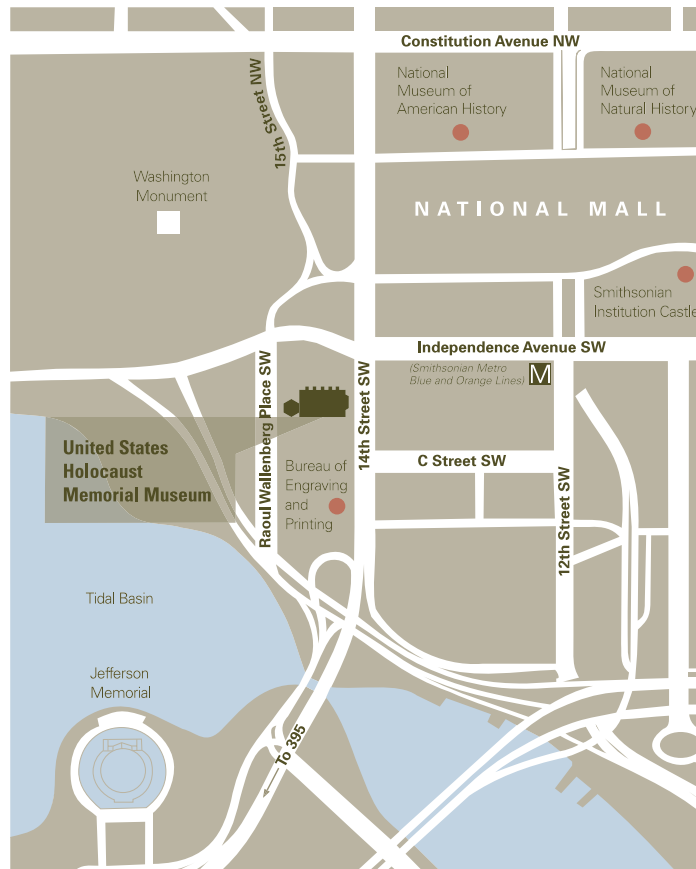 Constitution Avenue NW
National
Museum of
American History
National
Museum of
Natural History
15th Street NW
Washington
Monument
NATIONAL MALL
Smithsonian
Institution Castle
Independence Avenue SW
(Smithsonian Metro
Blue and Orange Lines)
M
Raoul Wallenberg Place SW
14th Street SW
United States
Holocaust
Memorial Museum
Bureau of
Engraving
and
Printing
C Street SW
12th Street SW
Tidal Basin
Jefferson
Memorial
To 395